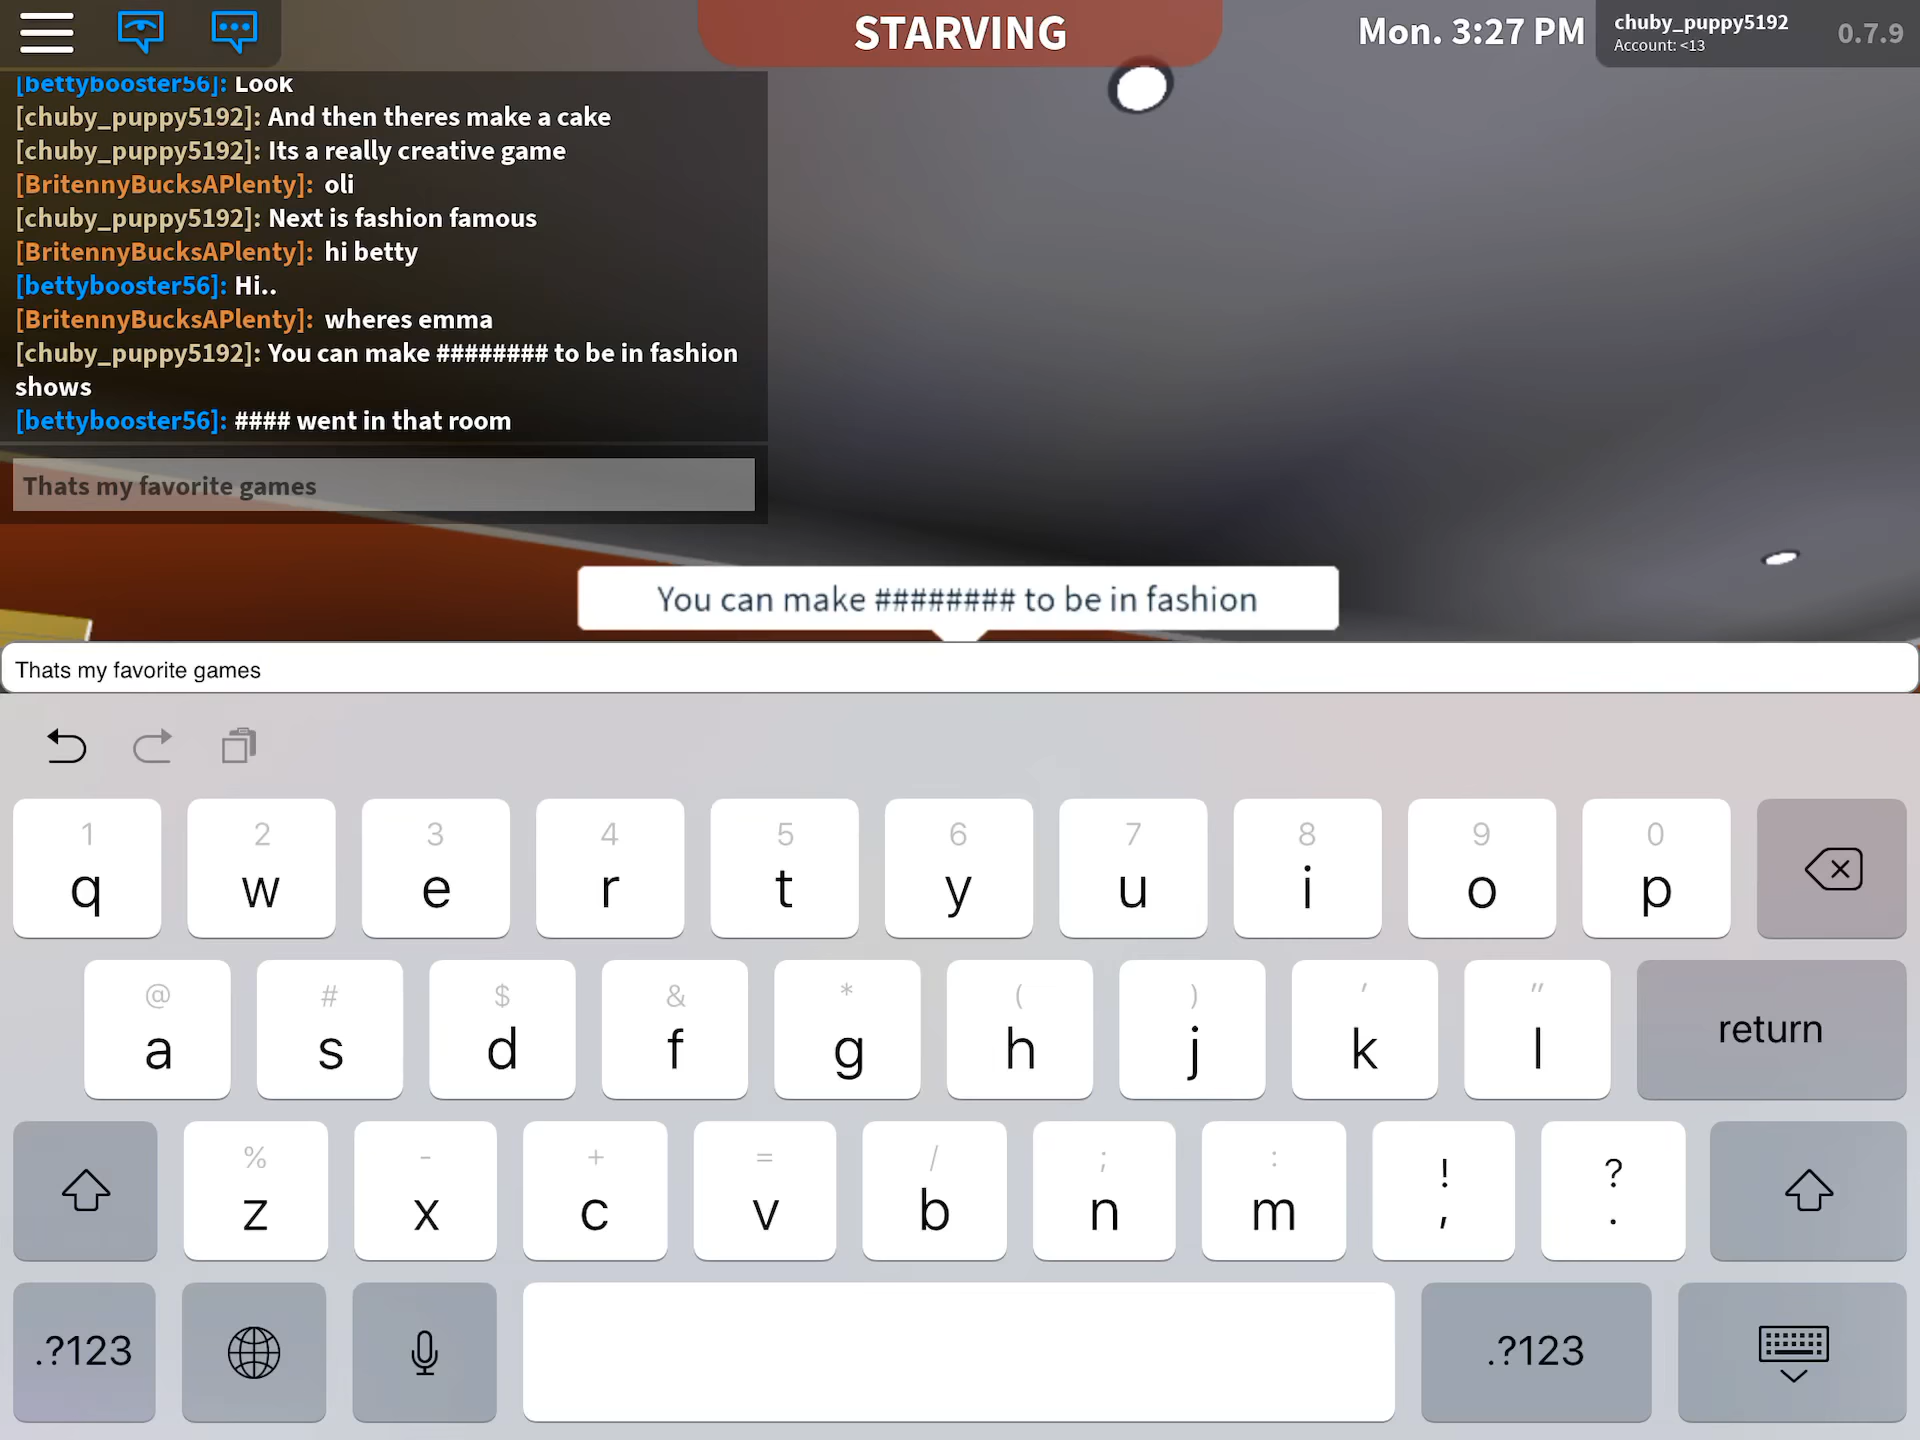 STARVING
Mon. 3:27 PM
chuby_puppy5192
Account: <13
0.7.9
[bettybooster56]: Look
[chuby_puppy5192]: And then theres make a cake
[chuby_puppy5192]: Its a really creative game
[BritennyBucksAPlenty]: oli
[chuby_puppy5192]: Next is fashion famous
[BritennyBucksAPlenty]: hi betty
[bettybooster56]: Hi..
[BritennyBucksAPlenty]: wheres emma
[chuby_puppy5192]: You can make ######## to be in fashion
shows
[bettybooster56]: #### went in that room
Thats my favorite games
You can make ######## to be in fashion
Thats my favorite games
1 2 3 4 5 6 7 8 9 0
q w e r t y u i o p
@ # $ & * ( ) ' "
a s d f g h j k l return
% - + = / ; : ! ?
z x c v b n m , .
.?123 .?123